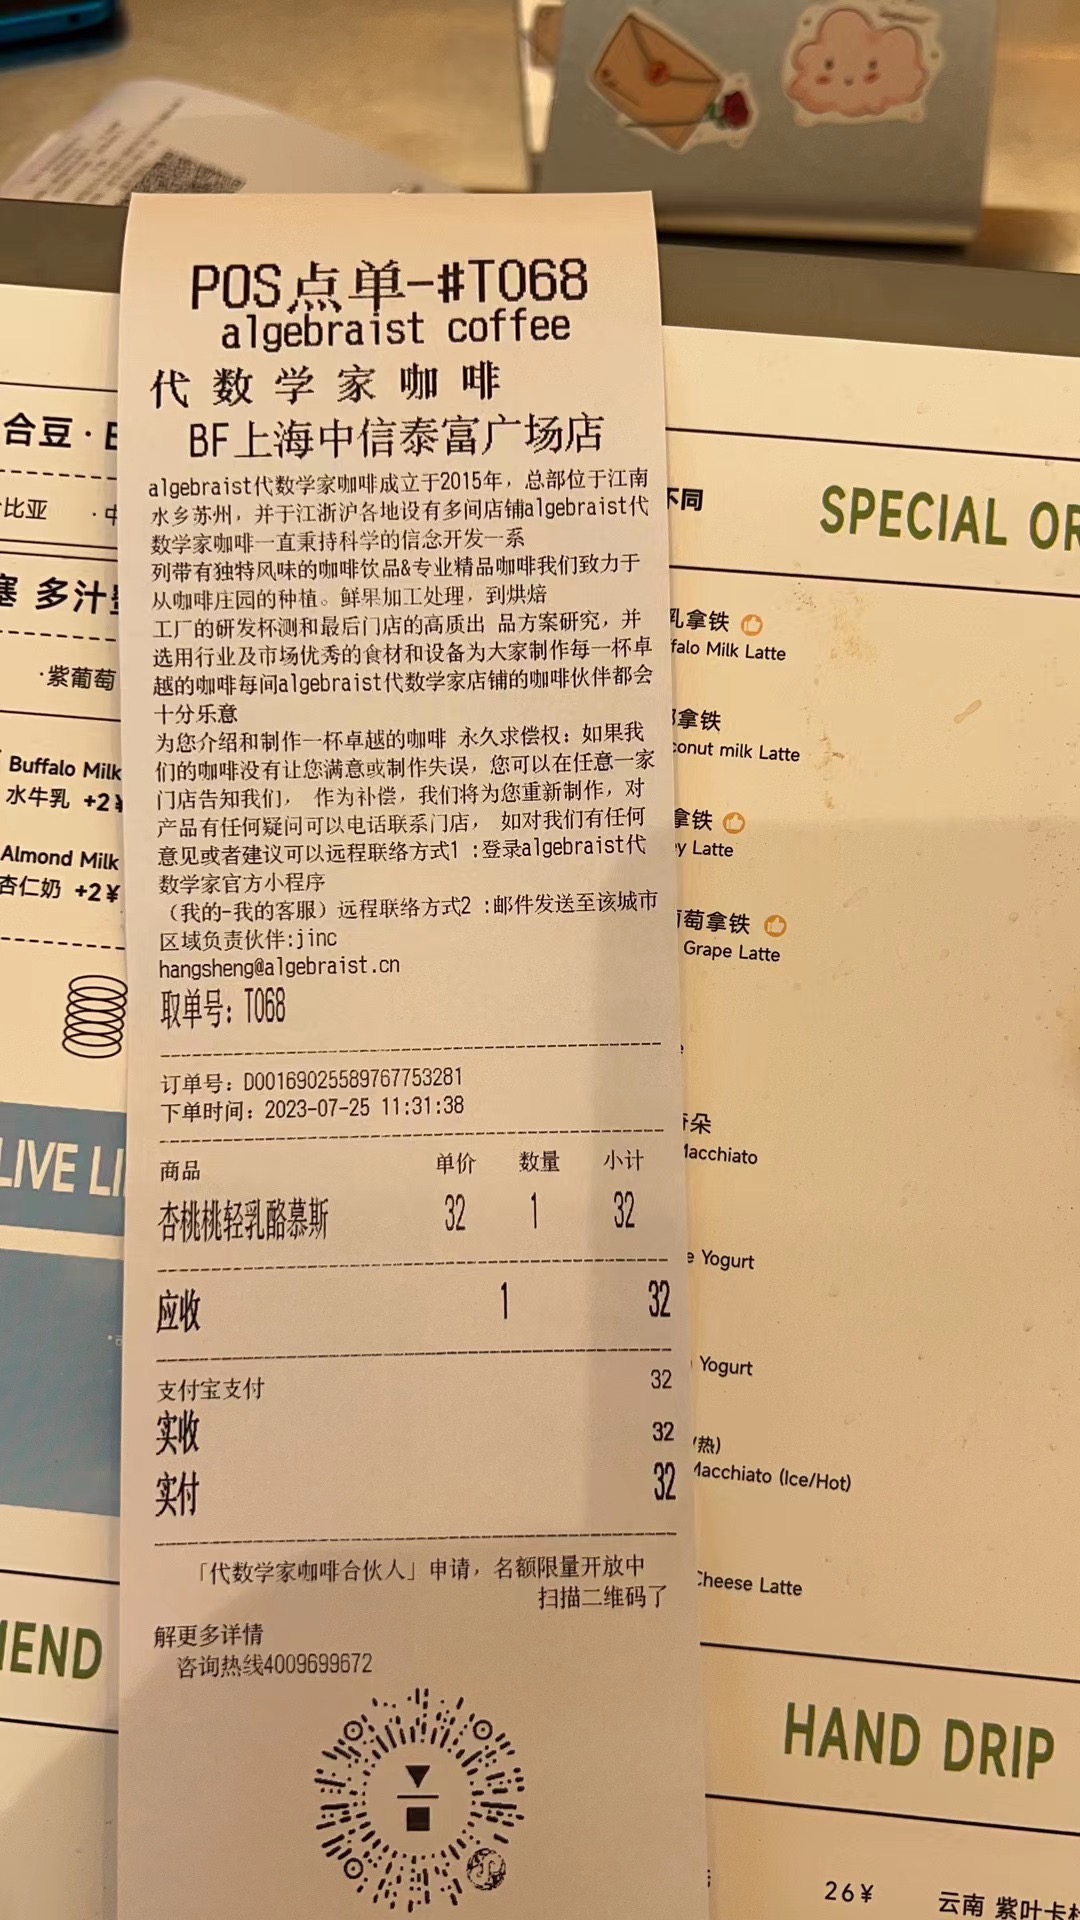 POS点单-#T068
algebraist coffee
代数学家咖啡
BF上海中信泰富广场店
algebraist代数学家咖啡成立于2015年，总部位于江南
水乡苏州，并于江浙沪各地设有多间店铺algebraist代
数学家咖啡一直秉持科学的信念开发一系
列带有独特风味的咖啡饮品&专业精品咖啡我们致力于
从咖啡庄园的种植。鲜果加工处理，到烘焙
工厂的研发杯测和最后门店的高质出 品方案研究，并
选用行业及市场优秀的食材和设备为大家制作每一杯卓
越的咖啡每间algebraist代数学家店铺的咖啡伙伴都会
十分乐意
为您介绍和制作一杯卓越的咖啡 永久求偿权：如果我
们的咖啡没有让您满意或制作失误，您可以在任意一家
门店告知我们， 作为补偿，我们将为您重新制作，对
产品有任何疑问可以电话联系门店， 如对我们有任何
意见或者建议可以远程联络方式1 :登录algebraist代
数学家官方小程序
（我的-我的客服）远程联络方式2 :邮件发送至该城市
区域负责伙伴:jinc
hangsheng@algebraist.cn
取单号：T068
订单号：D00169025589767753281
下单时间：2023-07-25 11:31:38
商品 单价 数量 小计
杏桃桃轻乳酪慕斯 32 1 32
应收 1 32
支付宝支付 32
实收 32
实付 32
「代数学家咖啡合伙人」申请，名额限量开放中
扫描二维码了
解更多详情
咨询热线4009699672
合豆·
比亚
多汁
·紫葡萄
Buffalo Milk
水牛乳 +2¥
Almond Milk
杏仁奶 +2¥
LIVE
不同
SPECIAL OR
乳拿铁
falo Milk Latte
拿铁
conut milk Latte
拿铁
ey Latte
萄拿铁
Grape Latte
朵
Macchiato
e Yogurt
Yogurt
/热)
Macchiato (Ice/Hot)
Cheese Latte
MEND
HAND DRIP
26¥
云南 紫叶卡